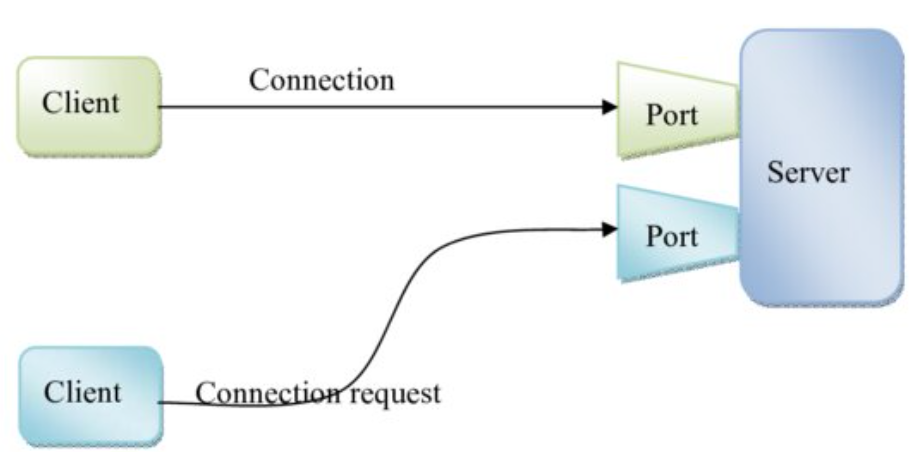 Connection
Client
Port
Server
Port
Client
Connection request